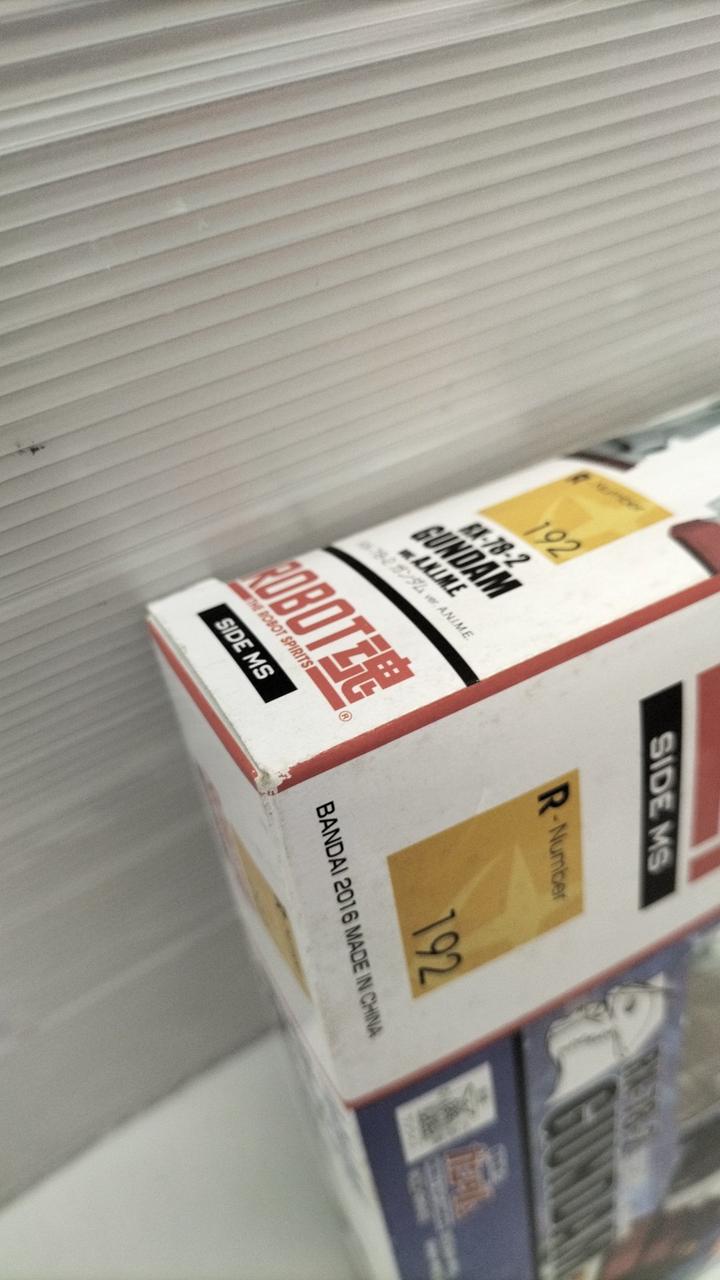 R-Number
192
RX-78-2
GUNDAM
ver. A.N.I.M.E.
RX-78-2 ガンダム ver. A.N.I.M.E.
ROBOT魂®
THE ROBOT SPIRITS
SIDE MS
SIDE MS
R-Number
192
BANDAI 2016 MADE IN CHINA
GUNDAM